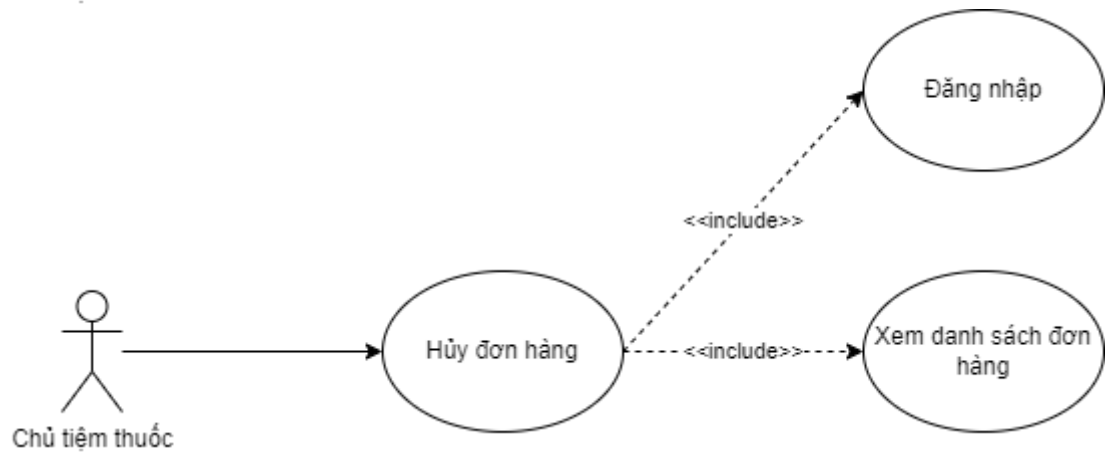 Đăng nhập
<<include>>
Hủy đơn hàng
<<include>>
Xem danh sách đơn
hàng
Chủ tiệm thuốc